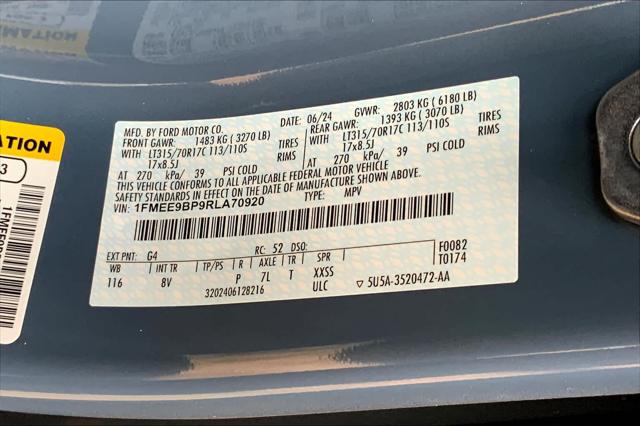 MATION
MFD. BY FORD MOTOR CO. DATE: 06/24 GVWR: 2803 KG ( 6180 LB)
FRONT GAWR: 1483 KG ( 3270 LB) REAR GAWR: 1393 KG ( 3070 LB)
WITH LT315/70R17C 113/110S TIRES WITH LT315/70R17C 113/110S TIRES
17x8.5J RIMS 17x8.5J RIMS
AT 270 kPa/ 39 PSI COLD AT 270 kPa/ 39 PSI COLD
THIS VEHICLE CONFORMS TO ALL APPLICABLE FEDERAL MOTOR VEHICLE
SAFETY STANDARDS IN EFFECT ON THE DATE OF MANUFACTURE SHOWN ABOVE.
VIN: 1FMEE9BP9RLA70920 TYPE: MPV
EXT PNT: G4 RC: 52 DSO: F0082
WB INT TR TP/PS R AXLE TR SPR T0174
116 8V P 7L T XXSS
3202406128216 ULC ▽ 5U5A-3520472-AA
ATION
3